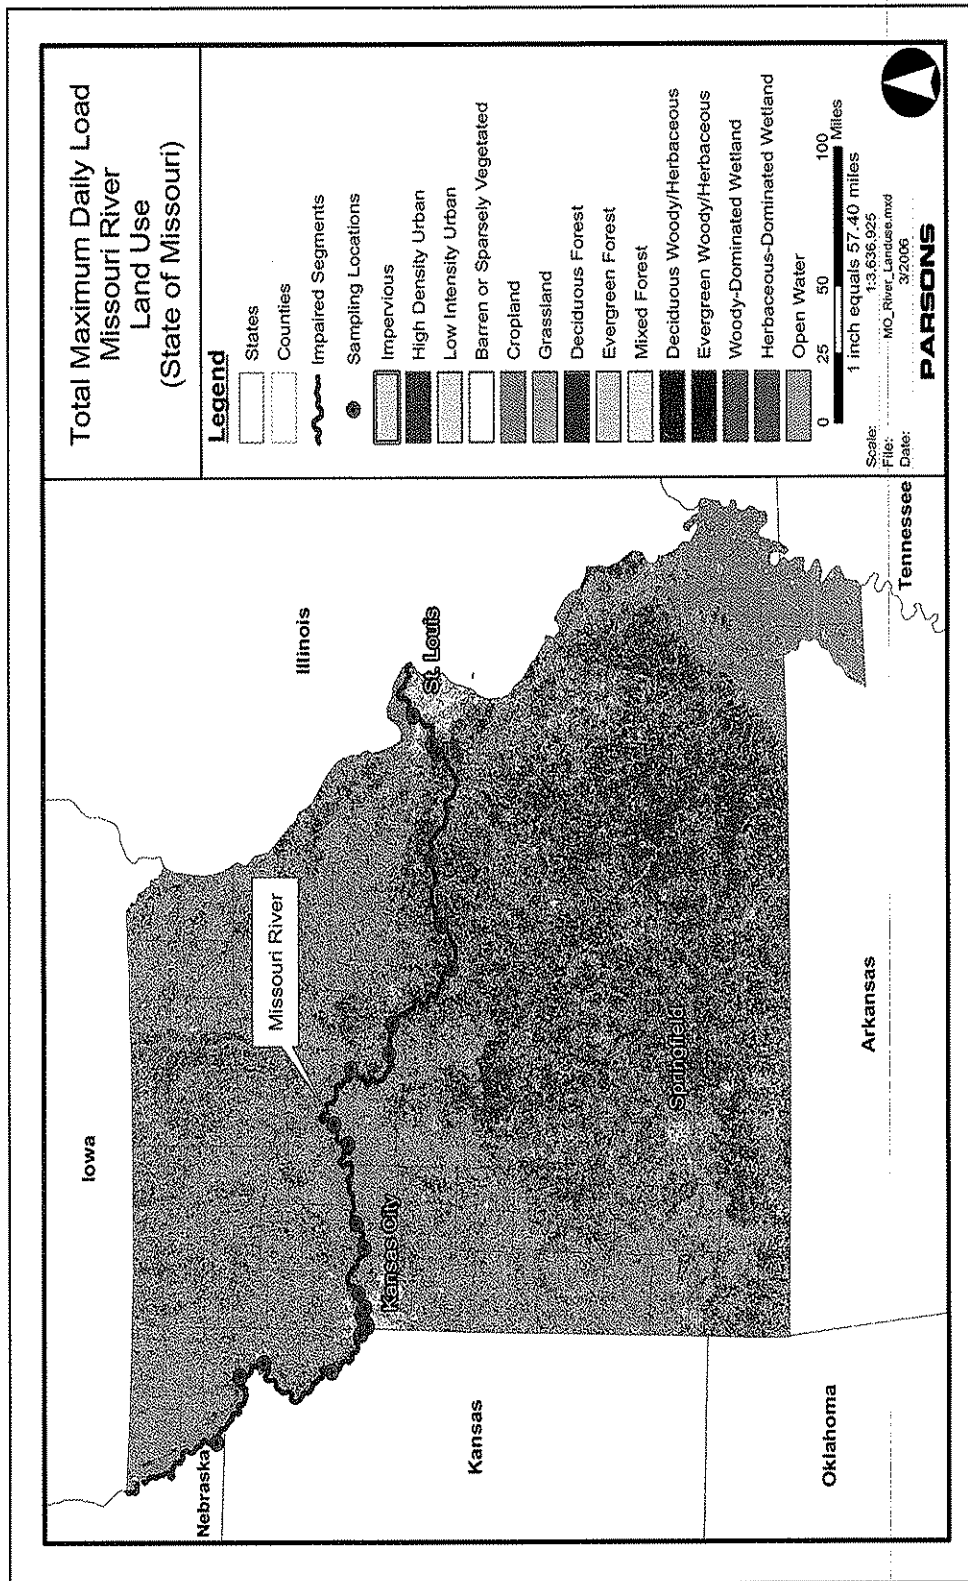 Total Maximum Daily Load
Missouri River
Land Use
(State of Missouri)
Legend
States
Counties
Impaired Segments
Sampling Locations
Impervious
High Density Urban
Low Intensity Urban
Barren or Sparsely Vegetated
Cropland
Grassland
Deciduous Forest
Evergreen Forest
Mixed Forest
Deciduous Woody/Herbaceous
Evergreen Woody/Herbaceous
Woody-Dominated Wetland
Herbaceous-Dominated Wetland
Open Water
0 25 50 100
Miles
1 inch equals 57.40 miles
Scale: 1:3,636,925
File: MO_River_Landuse.mxd
Date: 3/2006
PARSONS
Iowa
Nebraska
Missouri River
Illinois
St. Louis
Kansas City
Kansas
Springfield
Oklahoma
Arkansas
Tennessee